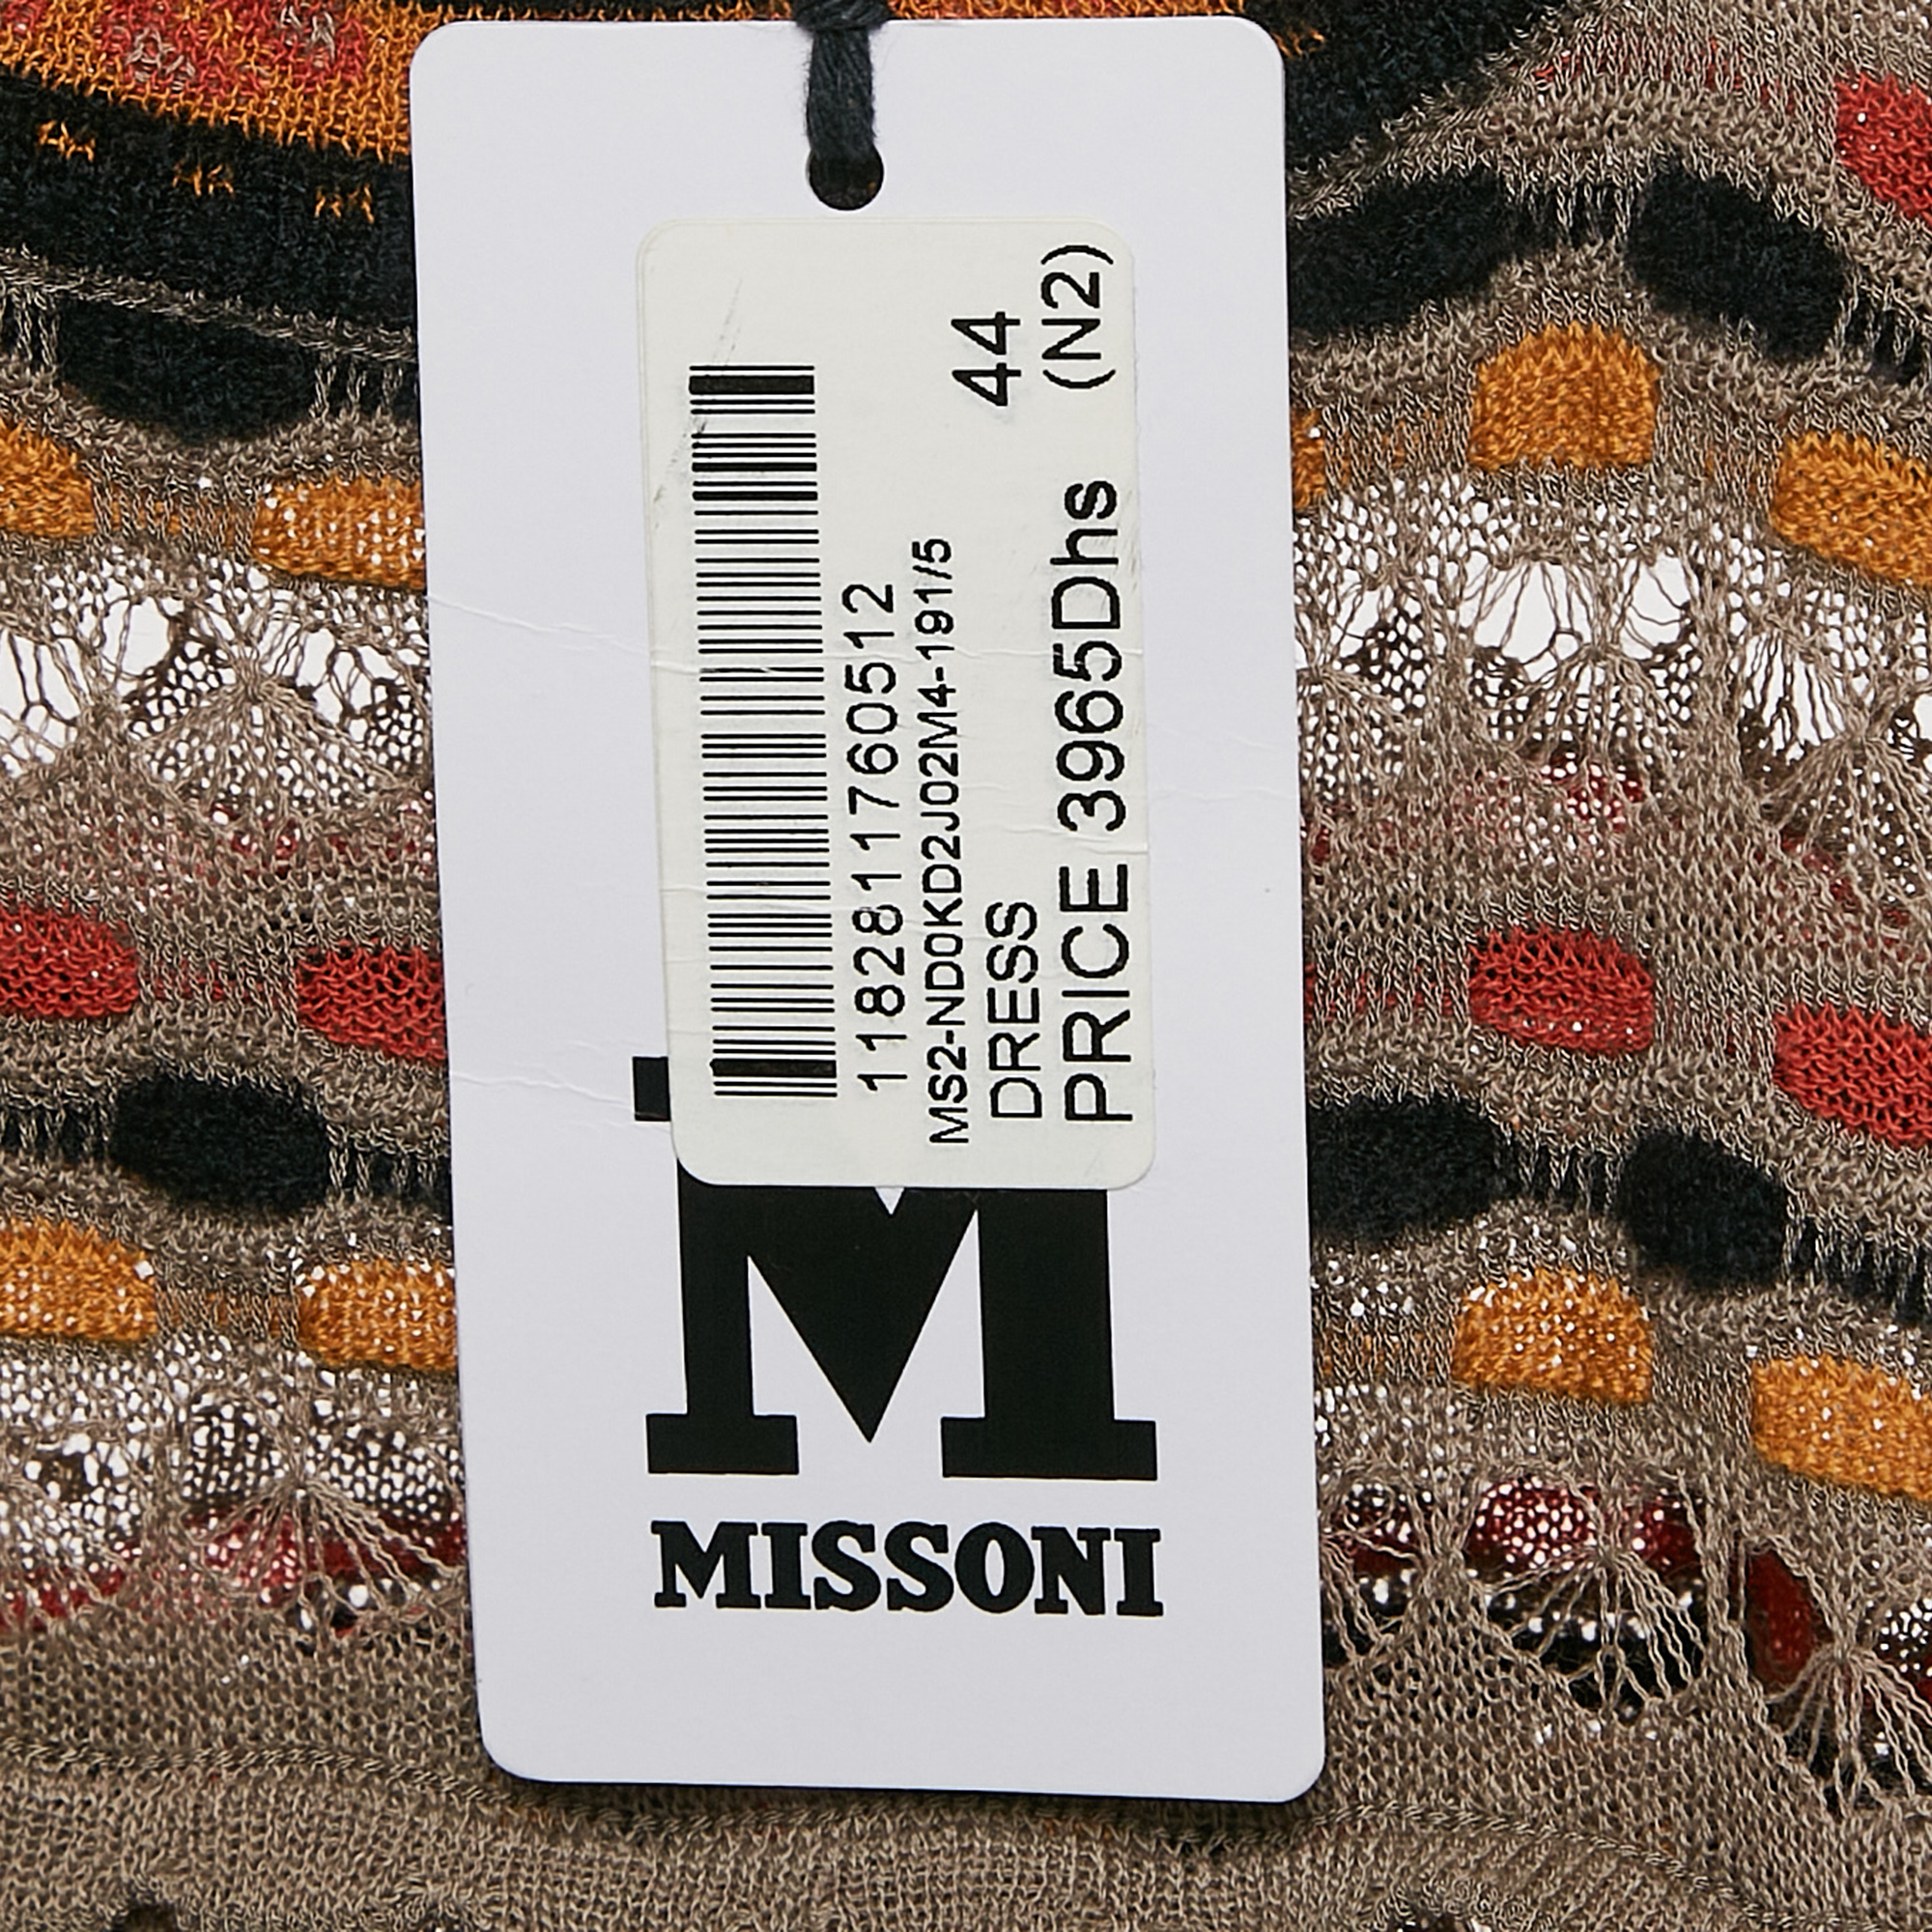 1182811760512
MS2-ND0KD2J02M4-191/5
DRESS 44
PRICE 3965Dhs (N2)
M
MISSONI